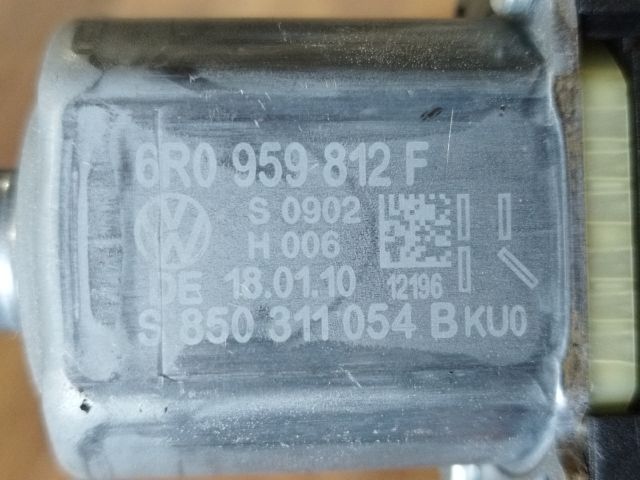 6R0 959 812 F
S 0902
H 006
DE 18.01.10
12196
S 850 311 054 B KU0